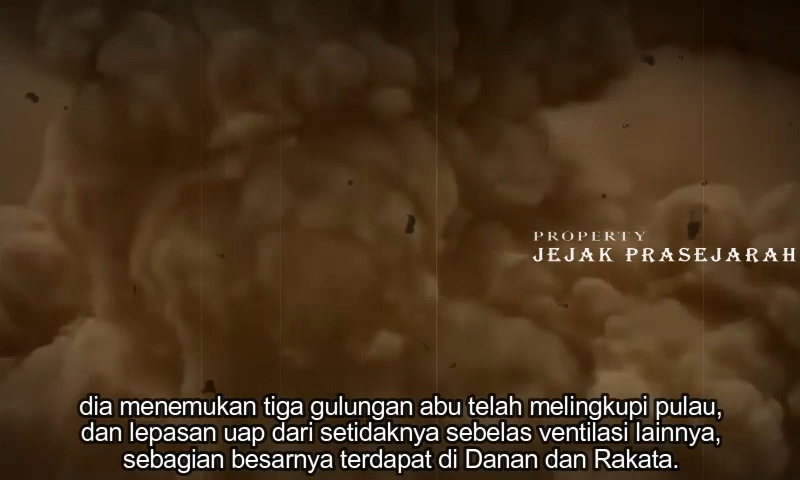 PROPERTY
JEJAK PRASEJARAH
dia menemukan tiga gulungan abu telah melingkupi pulau,
dan lepasan uap dari setidaknya sebelas ventilasi lainnya,
sebagian besarnya terdapat di Danan dan Rakata.